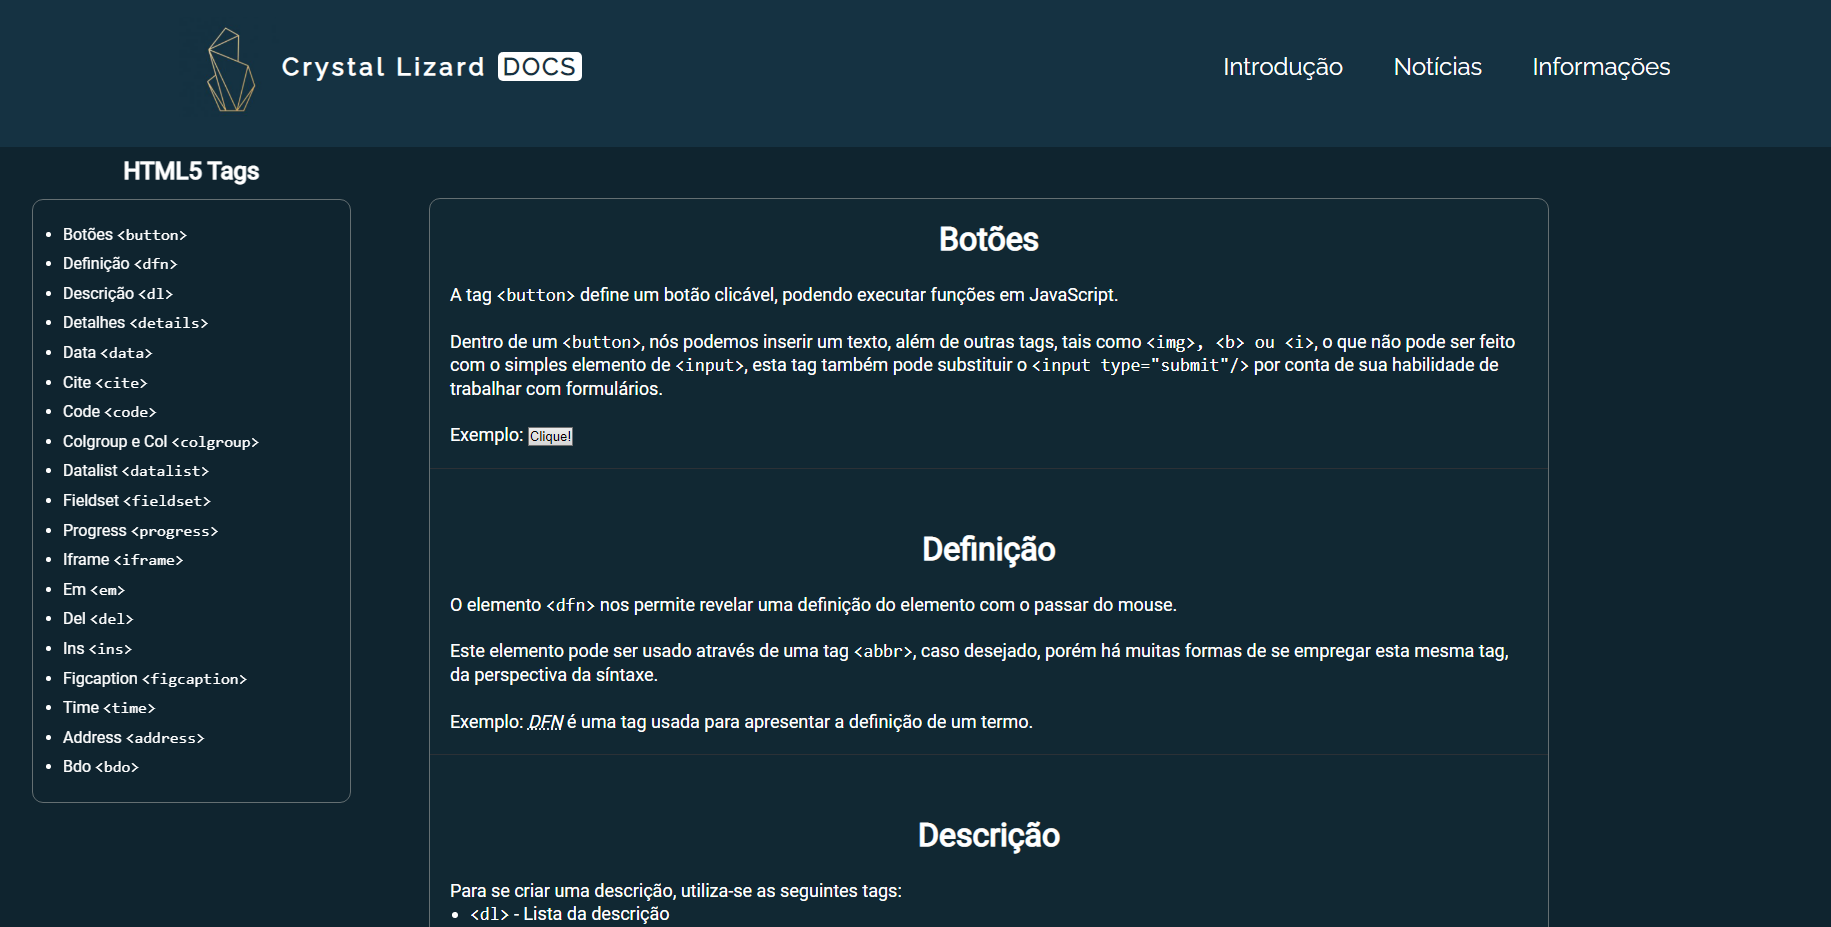 Crystal Lizard DOCS
Introdução
Notícias
Informações
HTML5 Tags
• Botões <button>
• Definição <dfn>
• Descrição <dl>
• Detalhes <details>
• Data <data>
• Cite <cite>
• Code <code>
• Colgroup e Col <colgroup>
• Datalist <datalist>
• Fieldset <fieldset>
• Progress <progress>
• Iframe <iframe>
• Em <em>
• Del <del>
• Ins <ins>
• Figcaption <figcaption>
• Time <time>
• Address <address>
• Bdo <bdo>
Botões
A tag <button> define um botão clicável, podendo executar funções em JavaScript.
Dentro de um <button>, nós podemos inserir um texto, além de outras tags, tais como <img>, <b> ou <i>, o que não pode ser feito
com o simples elemento de <input>, esta tag também pode substituir o <input type="submit"/> por conta de sua habilidade de
trabalhar com formulários.
Exemplo: Clique!
Definição
O elemento <dfn> nos permite revelar uma definição do elemento com o passar do mouse.
Este elemento pode ser usado através de uma tag <abbr>, caso desejado, porém há muitas formas de se empregar esta mesma tag,
da perspectiva da síntaxe.
Exemplo: DFN é uma tag usada para apresentar a definição de um termo.
Descrição
Para se criar uma descrição, utiliza-se as seguintes tags:
• <dl> - Lista da descrição